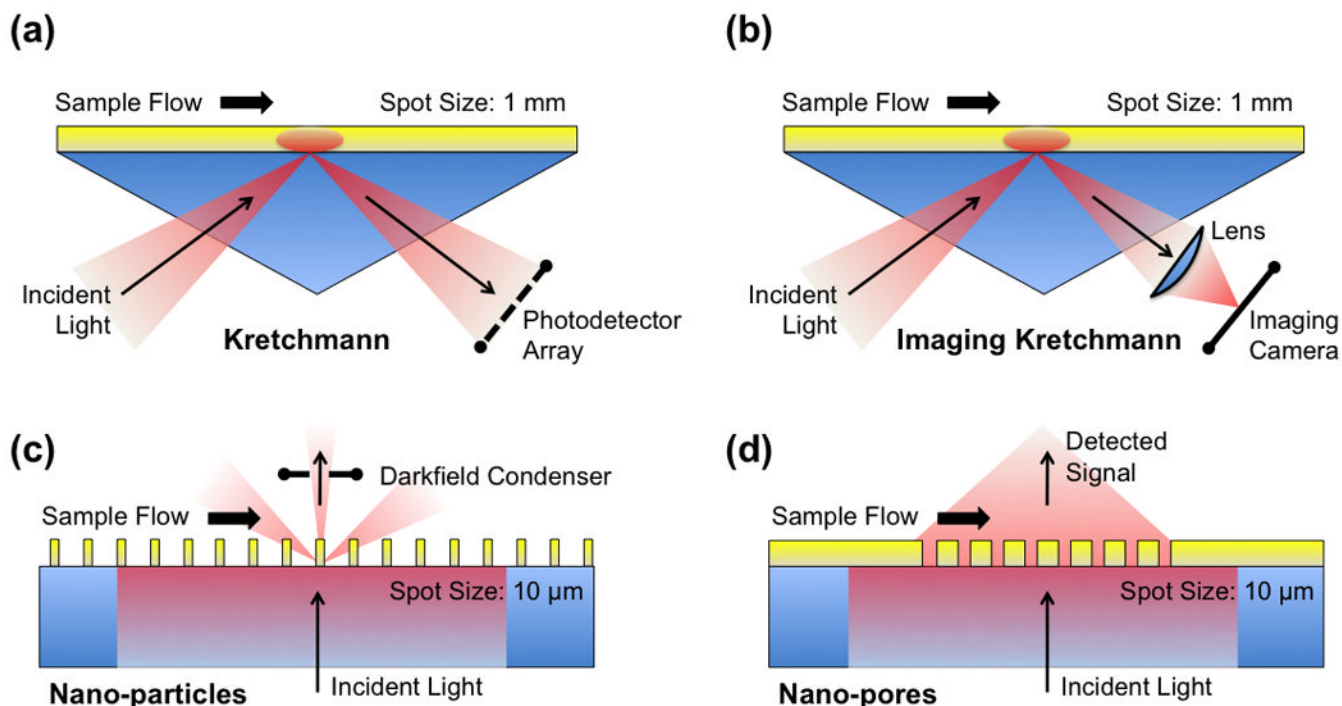 (a)
Sample Flow
Spot Size: 1 mm
Incident
Light
Kretchmann
Photodetector
Array
(b)
Sample Flow
Spot Size: 1 mm
Lens
Incident
Light
Imaging Kretchmann
Imaging
Camera
(c)
Darkfield Condenser
Sample Flow
Spot Size: 10 µm
Nano-particles
Incident Light
(d)
Detected
Signal
Sample Flow
Spot Size: 10 µm
Nano-pores
Incident Light